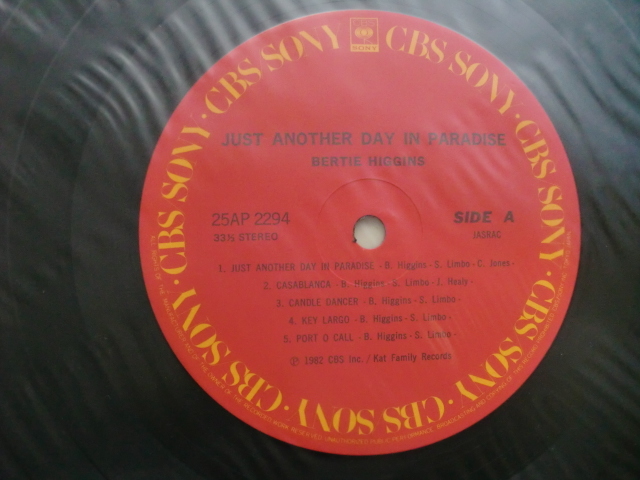 CBS SONY · CBS SONY · CBS SONY · CBS SONY · CBS SONY · CBS SONY · CBS SONY · CBS SONY
SONY
JUST ANOTHER DAY IN PARADISE
BERTIE HIGGINS
25AP 2294
33⅓ STEREO
SIDE A
JASRAC
1. JUST ANOTHER DAY IN PARADISE - B. Higgins - S. Limbo - C. Jones -
2. CASABLANCA - B. Higgins - S. Limbo - J. Healy -
3. CANDLE DANCER - B. Higgins - S. Limbo -
4. KEY LARGO - B. Higgins - S. Limbo -
5. PORT O CALL - B. Higgins - S. Limbo -
℗ 1982 CBS Inc. / Kat Family Records